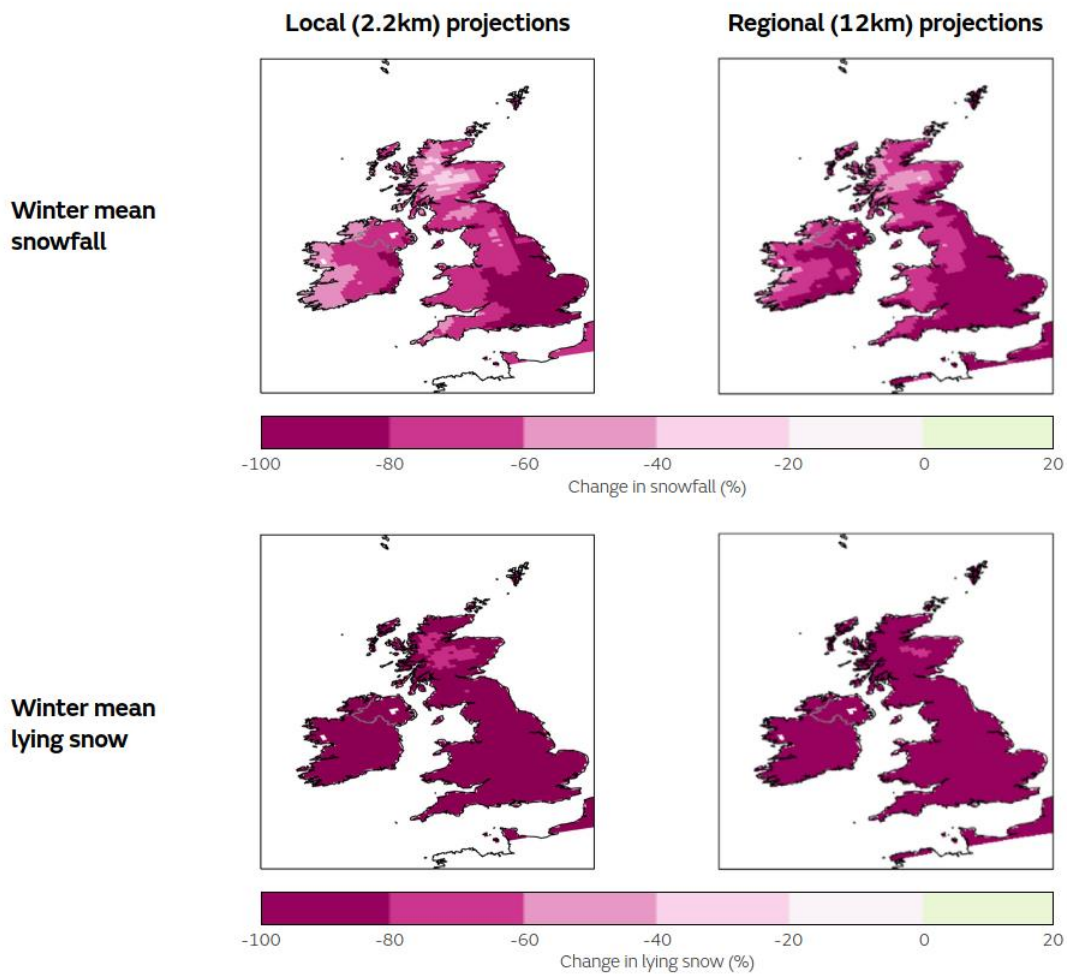 Local (2.2km) projections
Regional (12km) projections
Winter mean
snowfall
-100 -80 -60 -40 -20 0 20
Change in snowfall (%)
Winter mean
lying snow
-100 -80 -60 -40 -20 0 20
Change in lying snow (%)